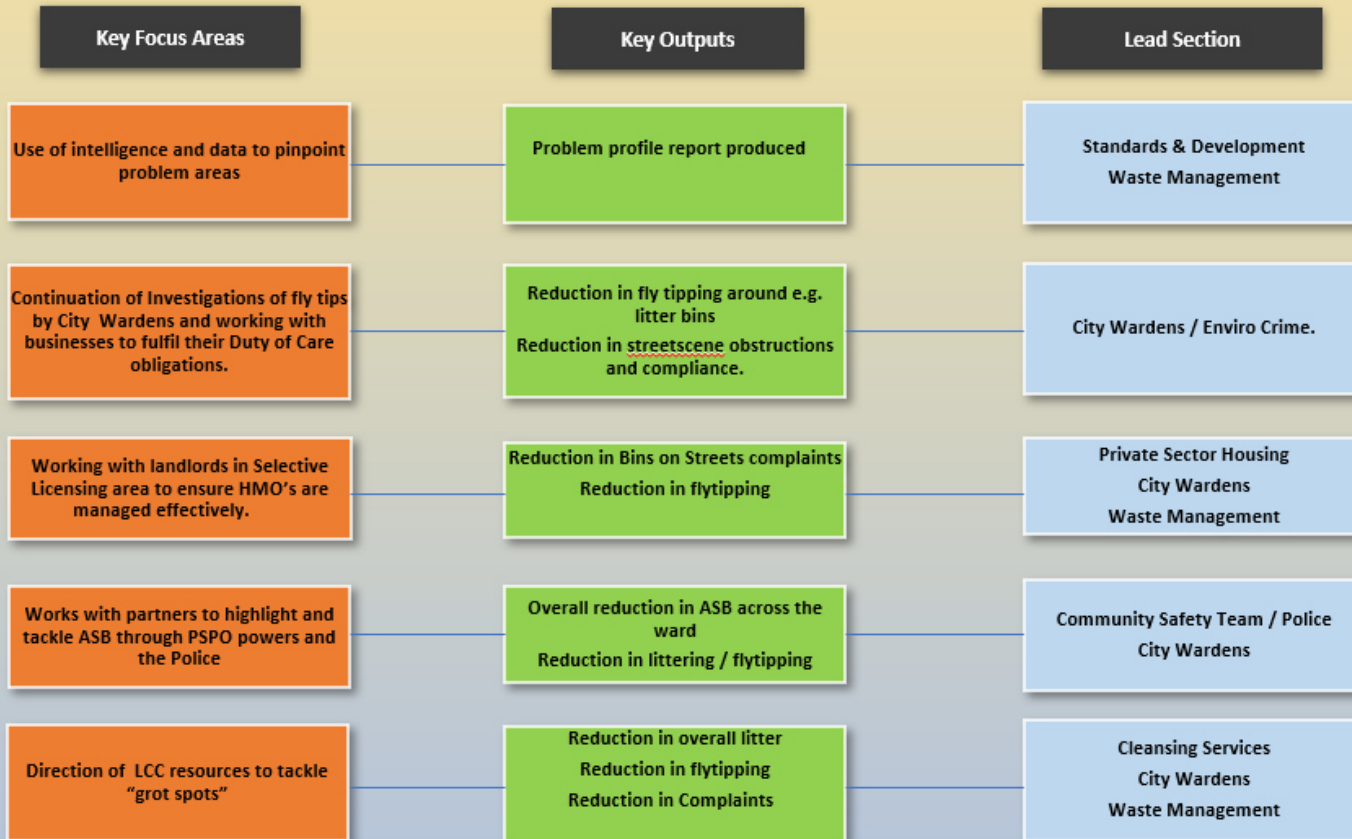 Key Focus Areas
Key Outputs
Lead Section
Use of intelligence and data to pinpoint
problem areas
Problem profile report produced
Standards & Development
Waste Management
Continuation of Investigations of fly tips
by City Wardens and working with
businesses to fulfil their Duty of Care
obligations.
Reduction in fly tipping around e.g.
litter bins
Reduction in streetscene obstructions
and compliance.
City Wardens / Enviro Crime.
Working with landlords in Selective
Licensing area to ensure HMO’s are
managed effectively.
Reduction in Bins on Streets complaints
Reduction in flytipping
Private Sector Housing
City Wardens
Waste Management
Works with partners to highlight and
tackle ASB through PSPO powers and
the Police
Overall reduction in ASB across the
ward
Reduction in littering / flytipping
Community Safety Team / Police
City Wardens
Direction of LCC resources to tackle
“grot spots”
Reduction in overall litter
Reduction in flytipping
Reduction in Complaints
Cleansing Services
City Wardens
Waste Management